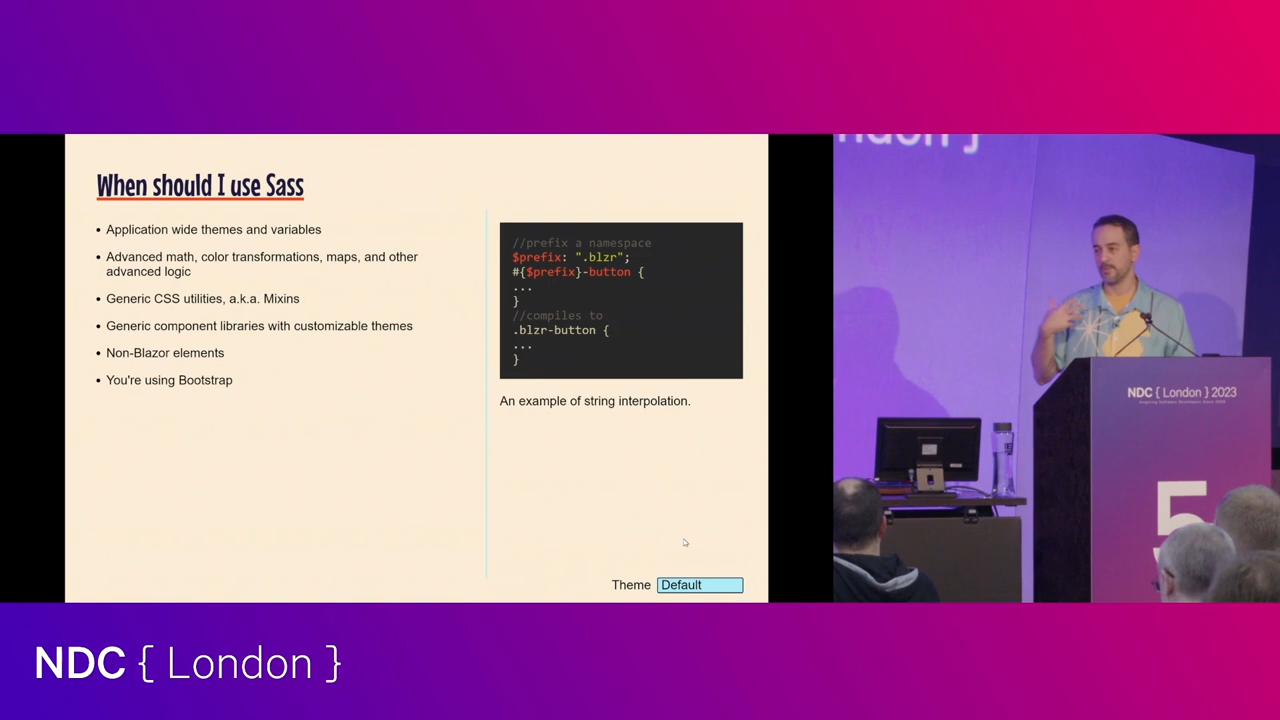 ndon }
When should I use Sass
• Application wide themes and variables
• Advanced math, color transformations, maps, and other
advanced logic
• Generic CSS utilities, a.k.a. Mixins
• Generic component libraries with customizable themes
• Non-Blazor elements
• You're using Bootstrap
//prefix a namespace
$prefix: ".blzr";
#{$prefix}-button {
...
}
//compiles to
.blzr-button {
...
}
An example of string interpolation.
Theme Default
NDC { London } 2023
5
NDC { London }